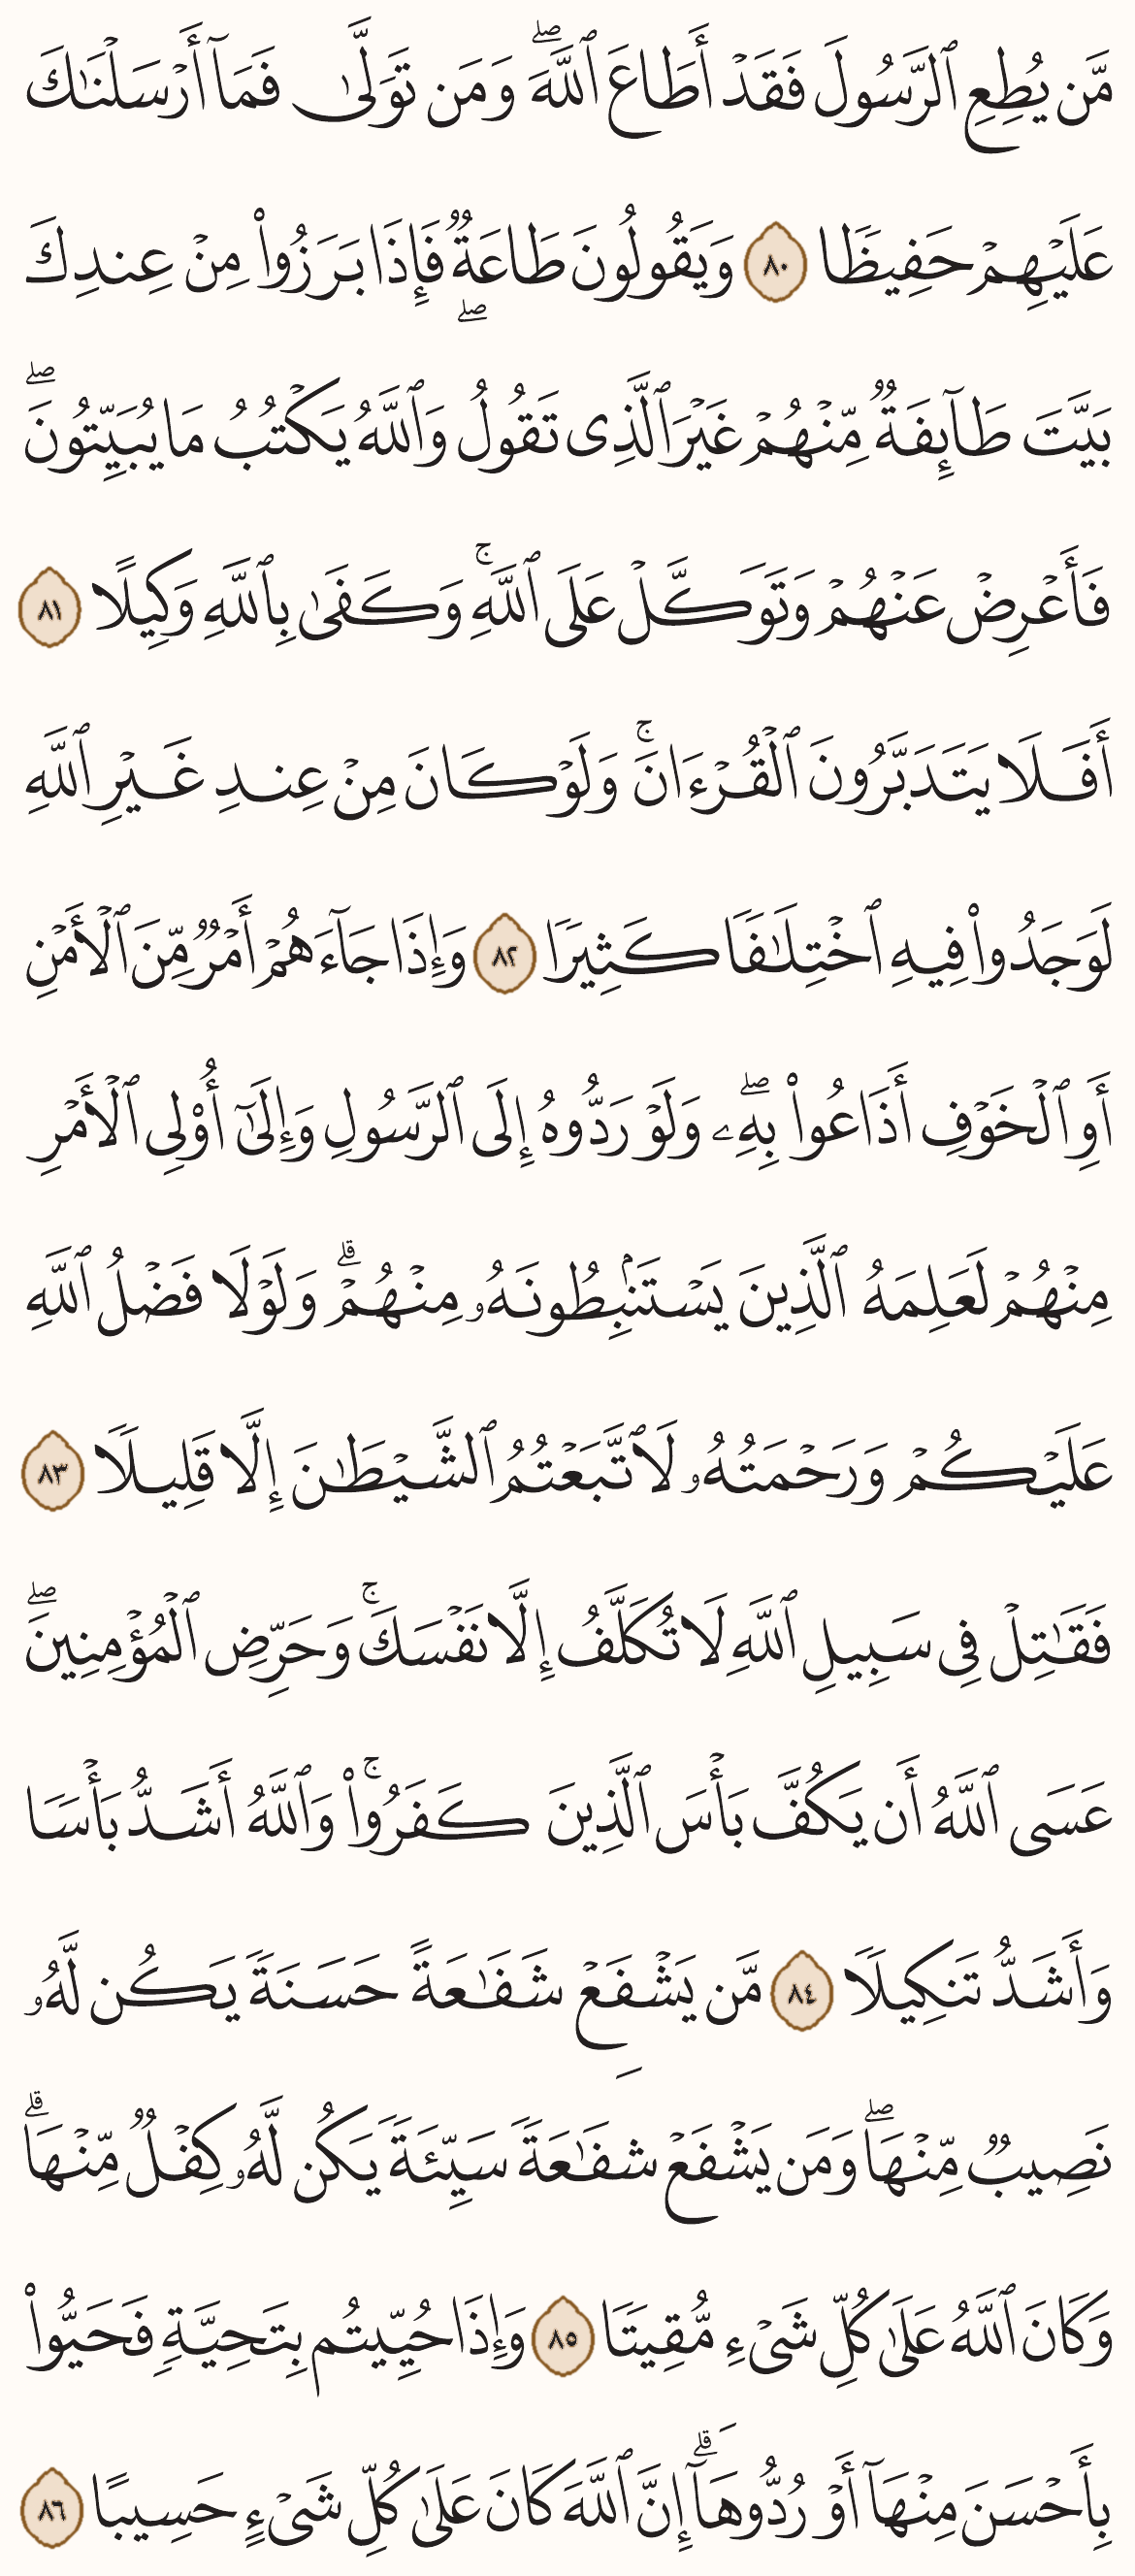 مَّن يُطِعِ ٱلرَّسُولَ فَقَدْ أَطَاعَ ٱللَّهَ ۖ وَمَن تَوَلَّىٰ فَمَآ أَرْسَلْنَٰكَ
عَلَيْهِمْ حَفِيظًا ٨٠ وَيَقُولُونَ طَاعَةٌ فَإِذَا بَرَزُوا۟ مِنْ عِندِكَ
بَيَّتَ طَآئِفَةٌ مِّنْهُمْ غَيْرَ ٱلَّذِى تَقُولُ ۖ وَٱللَّهُ يَكْتُبُ مَا يُبَيِّتُونَ ۖ
فَأَعْرِضْ عَنْهُمْ وَتَوَكَّلْ عَلَى ٱللَّهِ ۚ وَكَفَىٰ بِٱللَّهِ وَكِيلًا ٨١
أَفَلَا يَتَدَبَّرُونَ ٱلْقُرْءَانَ ۚ وَلَوْ كَانَ مِنْ عِندِ غَيْرِ ٱللَّهِ
لَوَجَدُوا۟ فِيهِ ٱخْتِلَٰفًا كَثِيرًا ٨٢ وَإِذَا جَآءَهُمْ أَمْرٌ مِّنَ ٱلْأَمْنِ
أَوِ ٱلْخَوْفِ أَذَاعُوا۟ بِهِۦ ۖ وَلَوْ رَدُّوهُ إِلَى ٱلرَّسُولِ وَإِلَىٰٓ أُو۟لِى ٱلْأَمْرِ
مِنْهُمْ لَعَلِمَهُ ٱلَّذِينَ يَسْتَنۢبِطُونَهُۥ مِنْهُمْ ۗ وَلَوْلَا فَضْلُ ٱللَّهِ
عَلَيْكُمْ وَرَحْمَتُهُۥ لَٱتَّبَعْتُمُ ٱلشَّيْطَٰنَ إِلَّا قَلِيلًا ٨٣
فَقَٰتِلْ فِى سَبِيلِ ٱللَّهِ لَا تُكَلَّفُ إِلَّا نَفْسَكَ ۚ وَحَرِّضِ ٱلْمُؤْمِنِينَ ۖ
عَسَى ٱللَّهُ أَن يَكُفَّ بَأْسَ ٱلَّذِينَ كَفَرُوا۟ ۚ وَٱللَّهُ أَشَدُّ بَأْسًا
وَأَشَدُّ تَنكِيلًا ٨٤ مَّن يَشْفَعْ شَفَٰعَةً حَسَنَةً يَكُن لَّهُۥ
نَصِيبٌ مِّنْهَا ۖ وَمَن يَشْفَعْ شَفَٰعَةً سَيِّئَةً يَكُن لَّهُۥ كِفْلٌ مِّنْهَا ۗ
وَكَانَ ٱللَّهُ عَلَىٰ كُلِّ شَىْءٍ مُّقِيتًا ٨٥ وَإِذَا حُيِّيتُم بِتَحِيَّةٍ فَحَيُّوا۟
بِأَحْسَنَ مِنْهَآ أَوْ رُدُّوهَآ ۗ إِنَّ ٱللَّهَ كَانَ عَلَىٰ كُلِّ شَىْءٍ حَسِيبًا ٨٦